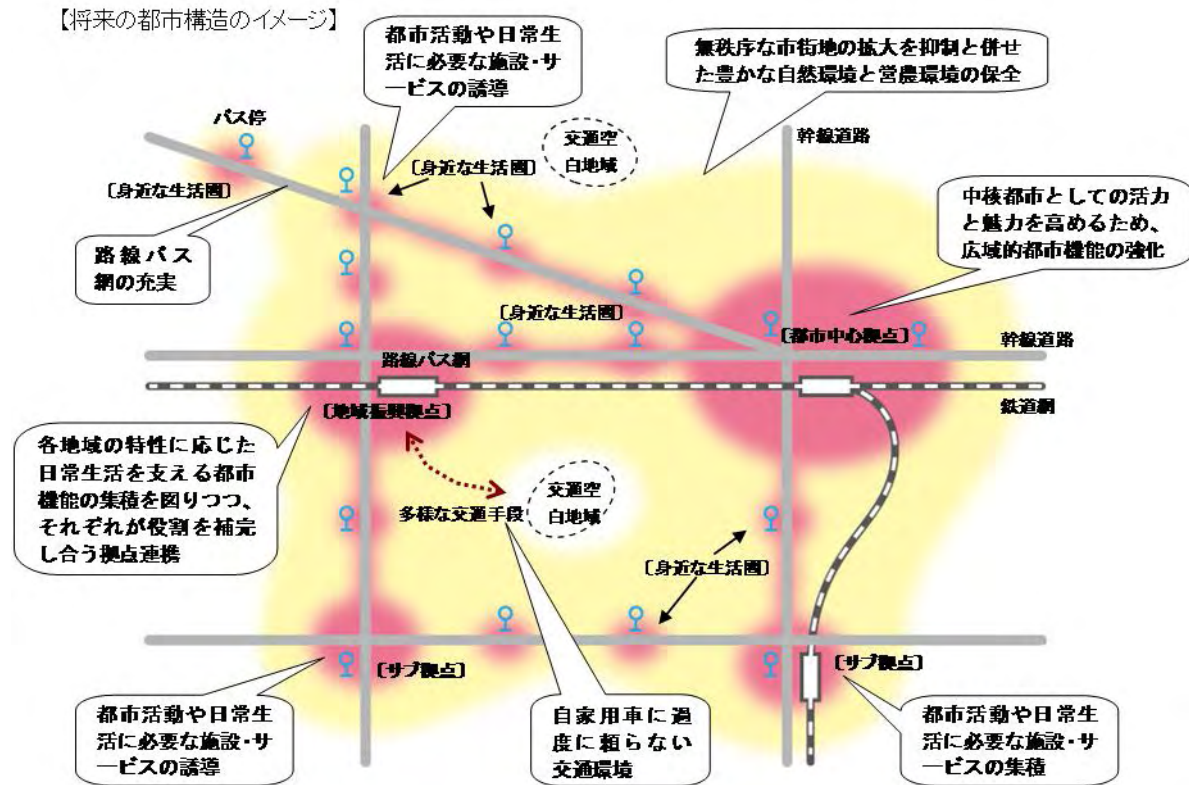 【将来の都市構造のイメージ】
都市活動や日常生
活に必要な施設・サ
ービスの誘導
無秩序な市街地の拡大を抑制と併せ
た豊かな自然環境と営農環境の保全
バス停
交通空
白地域
幹線道路
〔身近な生活圏〕
〔身近な生活圏〕
中核都市としての活力
と魅力を高めるため、
広域的都市機能の強化
路線バス
網の充実
〔身近な生活圏〕
〔都市中心拠点〕
幹線道路
路線バス網
鉄道網
〔地域振興拠点〕
各地域の特性に応じた
日常生活を支える都市
機能の集積を図りつつ、
それぞれが役割を補完
し合う拠点連携
交通空
白地域
多様な交通手段
〔身近な生活圏〕
〔サブ拠点〕
〔サブ拠点〕
都市活動や日常生
活に必要な施設・サ
ービスの誘導
自家用車に過
度に頼らない
交通環境
都市活動や日常生
活に必要な施設・サ
ービスの集積